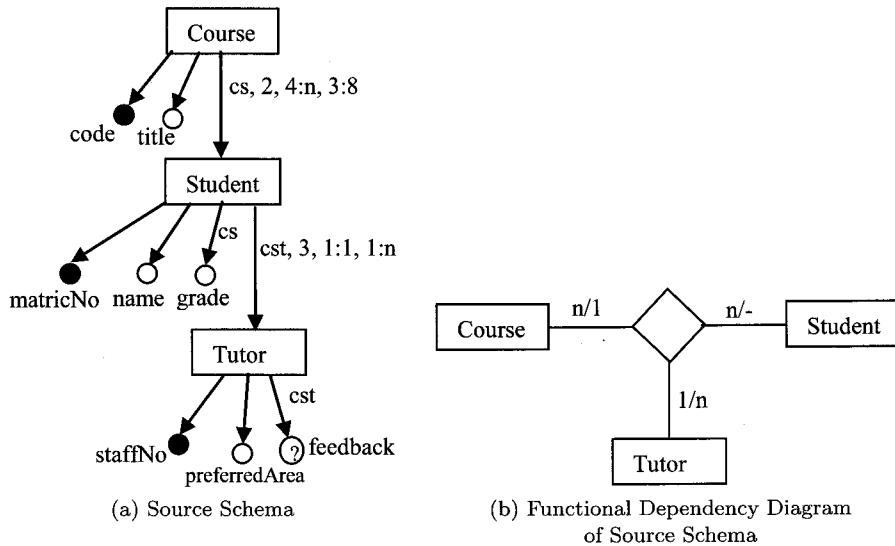 Course
cs, 2, 4:n, 3:8
code title
Student
cs
cst, 3, 1:1, 1:n
matricNo name grade
Tutor
cst
staffNo
?
feedback
preferredArea
(a) Source Schema
Course
n/1
n/-
Student
1/n
Tutor
(b) Functional Dependency Diagram
of Source Schema